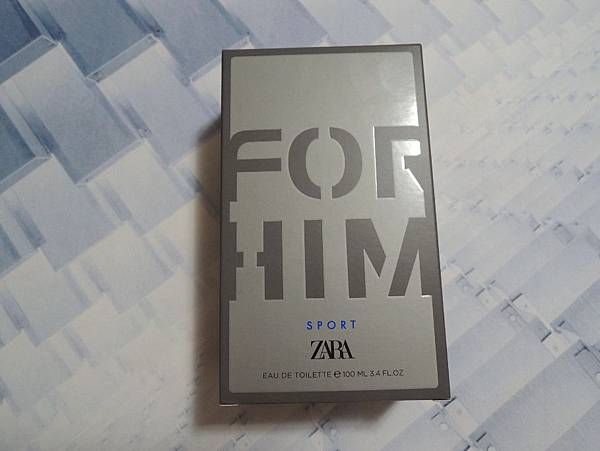 FOR
HIM
SPORT
ZARA
EAU DE TOILETTE ℮ 100 ML 3.4 FL.OZ